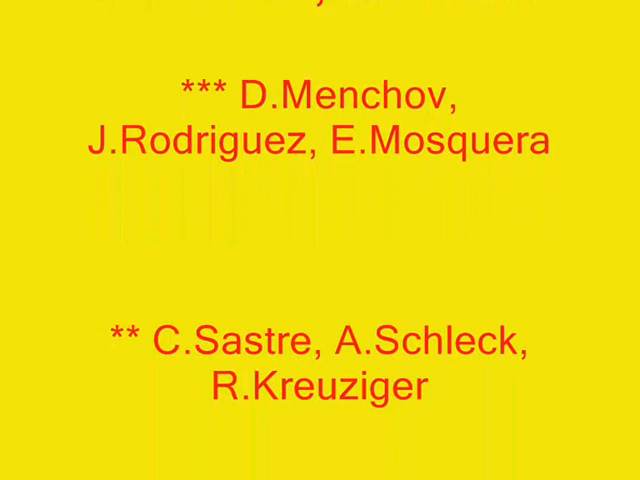 *** D.Menchov,
J.Rodriguez, E.Mosquera
** C.Sastre, A.Schleck,
R.Kreuziger